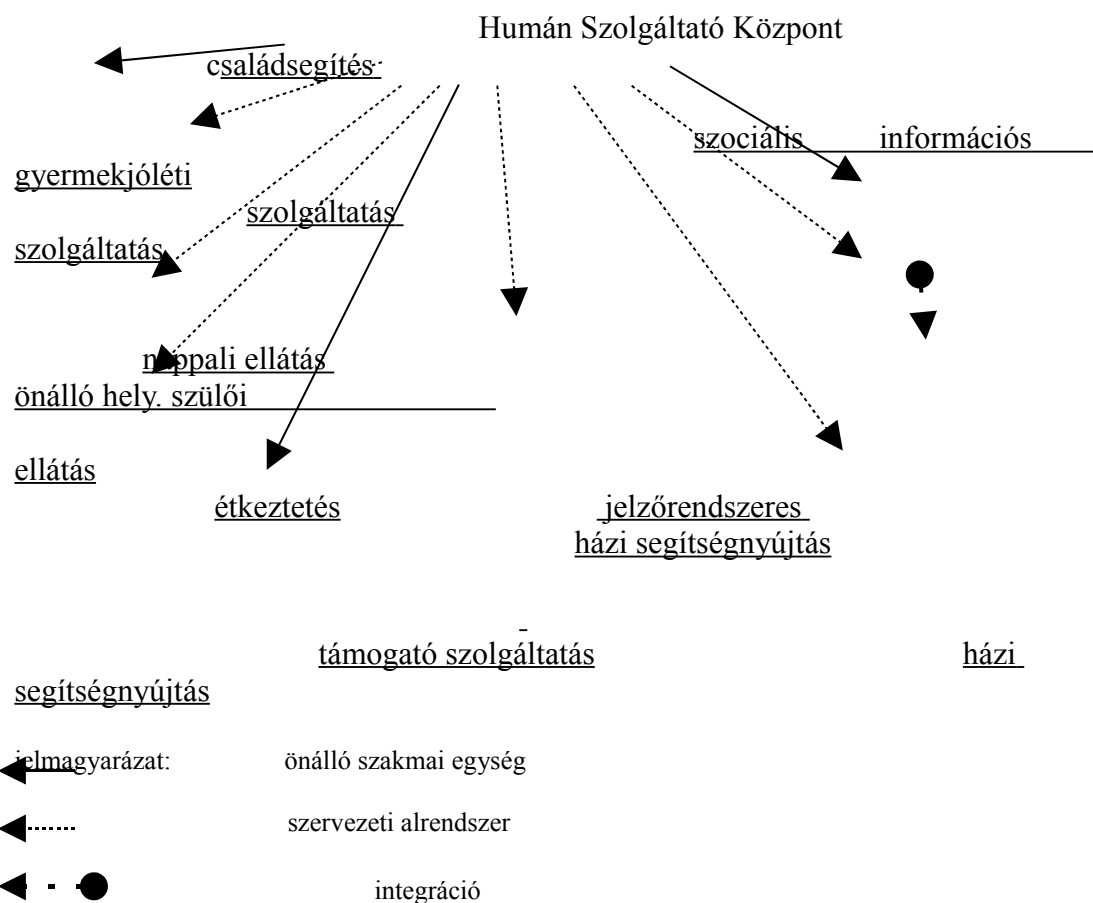 Humán Szolgáltató Központ
családsegítés
szociális információs
gyermekjóléti
szolgáltatás
szolgáltatás
nappali ellátás
önálló hely. szülői
ellátás
étkeztetés jelzőrendszeres
házi segítségnyújtás
-
támogató szolgáltatás házi
segítségnyújtás
jelmagyarázat: önálló szakmai egység
szervezeti alrendszer
integráció